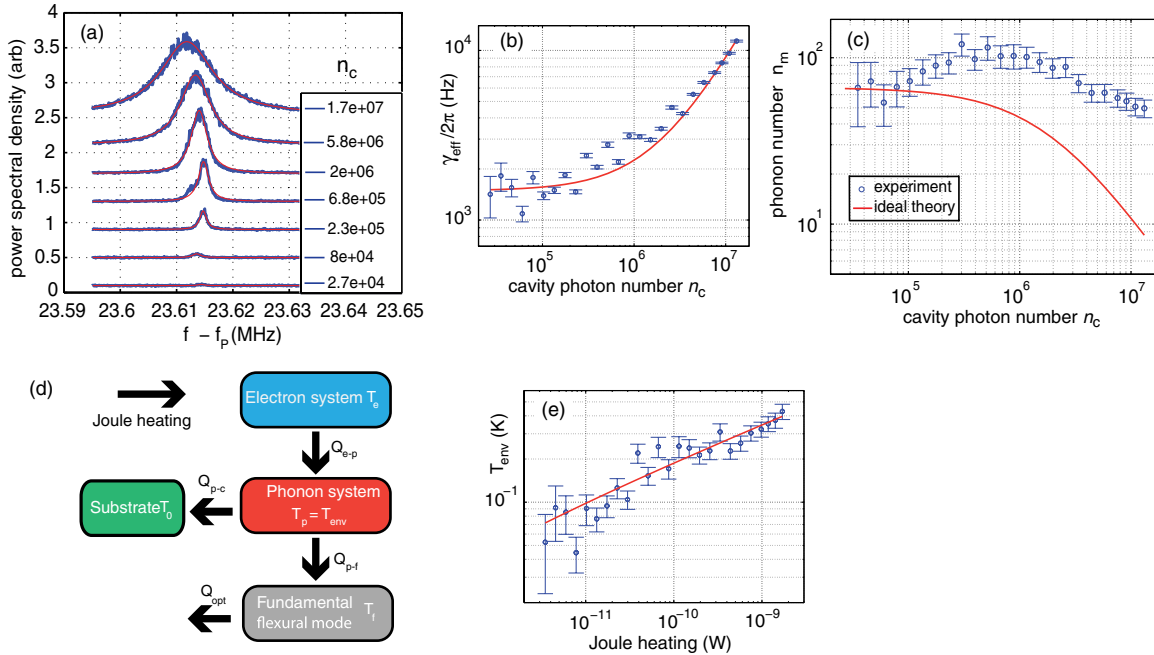 (a)
power spectral density (arb)
4
3.5
3
2.5
2
1.5
1
0.5
0
n_c
1.7e+07
5.8e+06
2e+06
6.8e+05
2.3e+05
8e+04
2.7e+04
23.59 23.6 23.61 23.62 23.63 23.64 23.65
f − f_P (MHz)
(b)
γ_eff/2π (Hz)
10^4
10^3
10^5 10^6 10^7
cavity photon number n_c
(c)
phonon number n_m
10^2
10^1
experiment
ideal theory
10^5 10^6 10^7
cavity photon number n_c
(d)
Joule heating
Electron system T_e
Q_e-p
Q_p-c
Substrate T_0
Phonon system
T_p = T_env
Q_p-f
Q_opt
Fundamental T_f
flexural mode
(e)
T_env (K)
10^-1
10^-11 10^-10 10^-9
Joule heating (W)